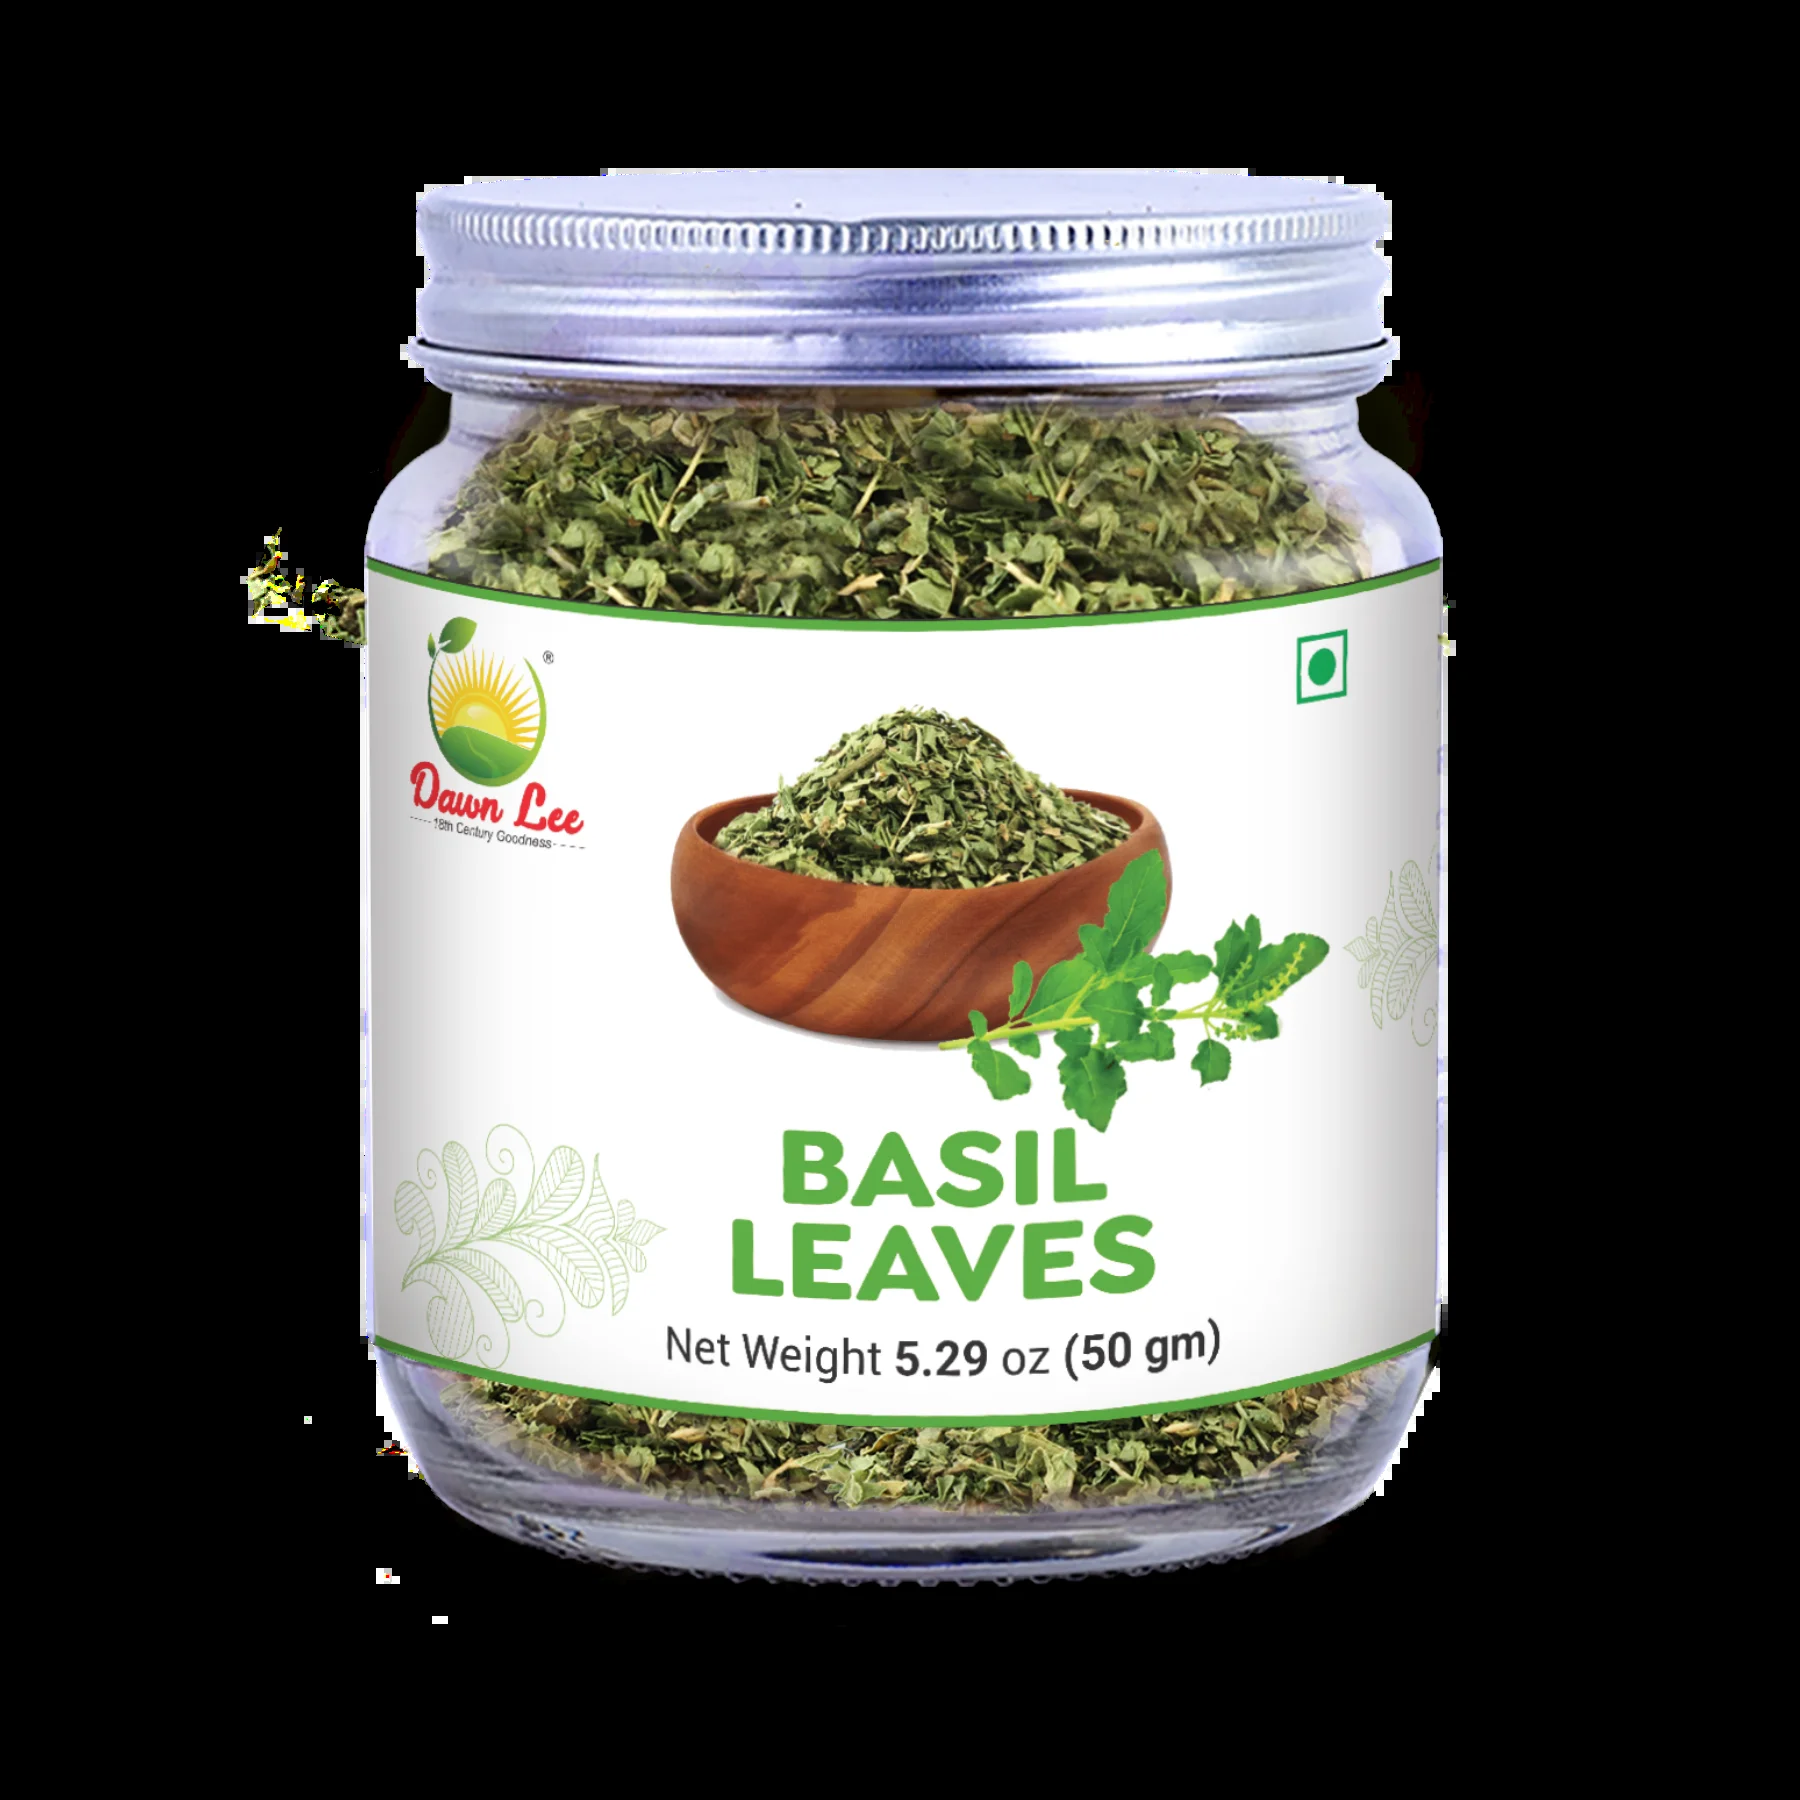 ®
Dawn Lee
18th Century Goodness
BASIL
LEAVES
Net Weight 5.29 oz (50 gm)